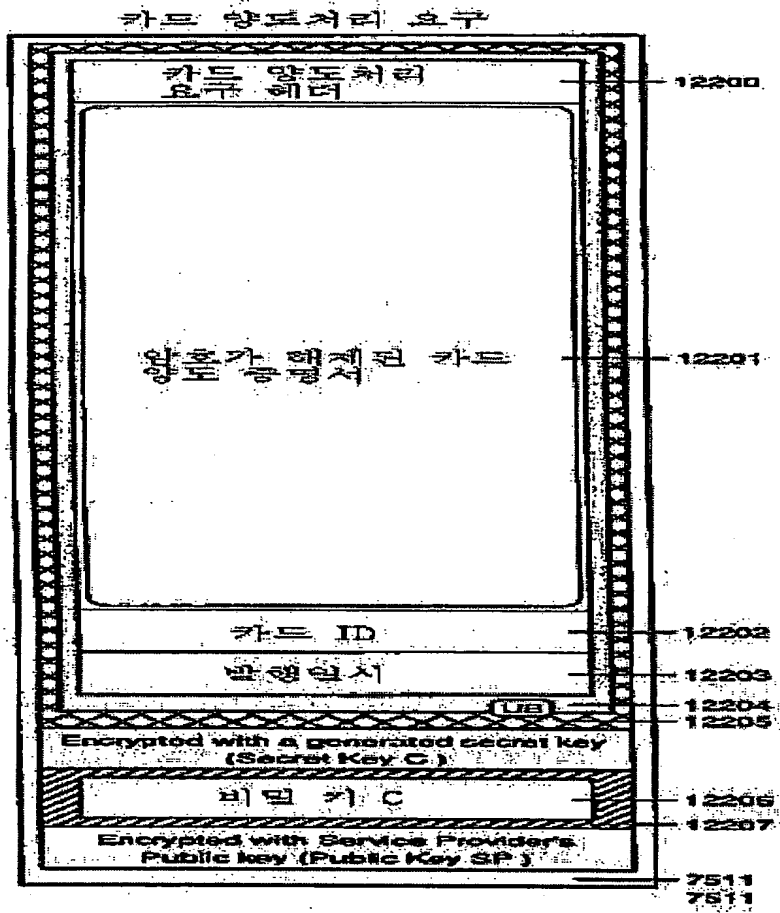 카드 양도처리 요구
카드 양도처리
요구 헤더
12200
암호가 해제된 카드
양도 증명서
12201
카드 ID
12202
발행일시
12203
UB
12204
12205
Encrypted with a generated secret key
(Secret Key C)
비밀 키 C
12206
12207
Encrypted with Service Provider's
Public key (Public Key SP)
7511
7511